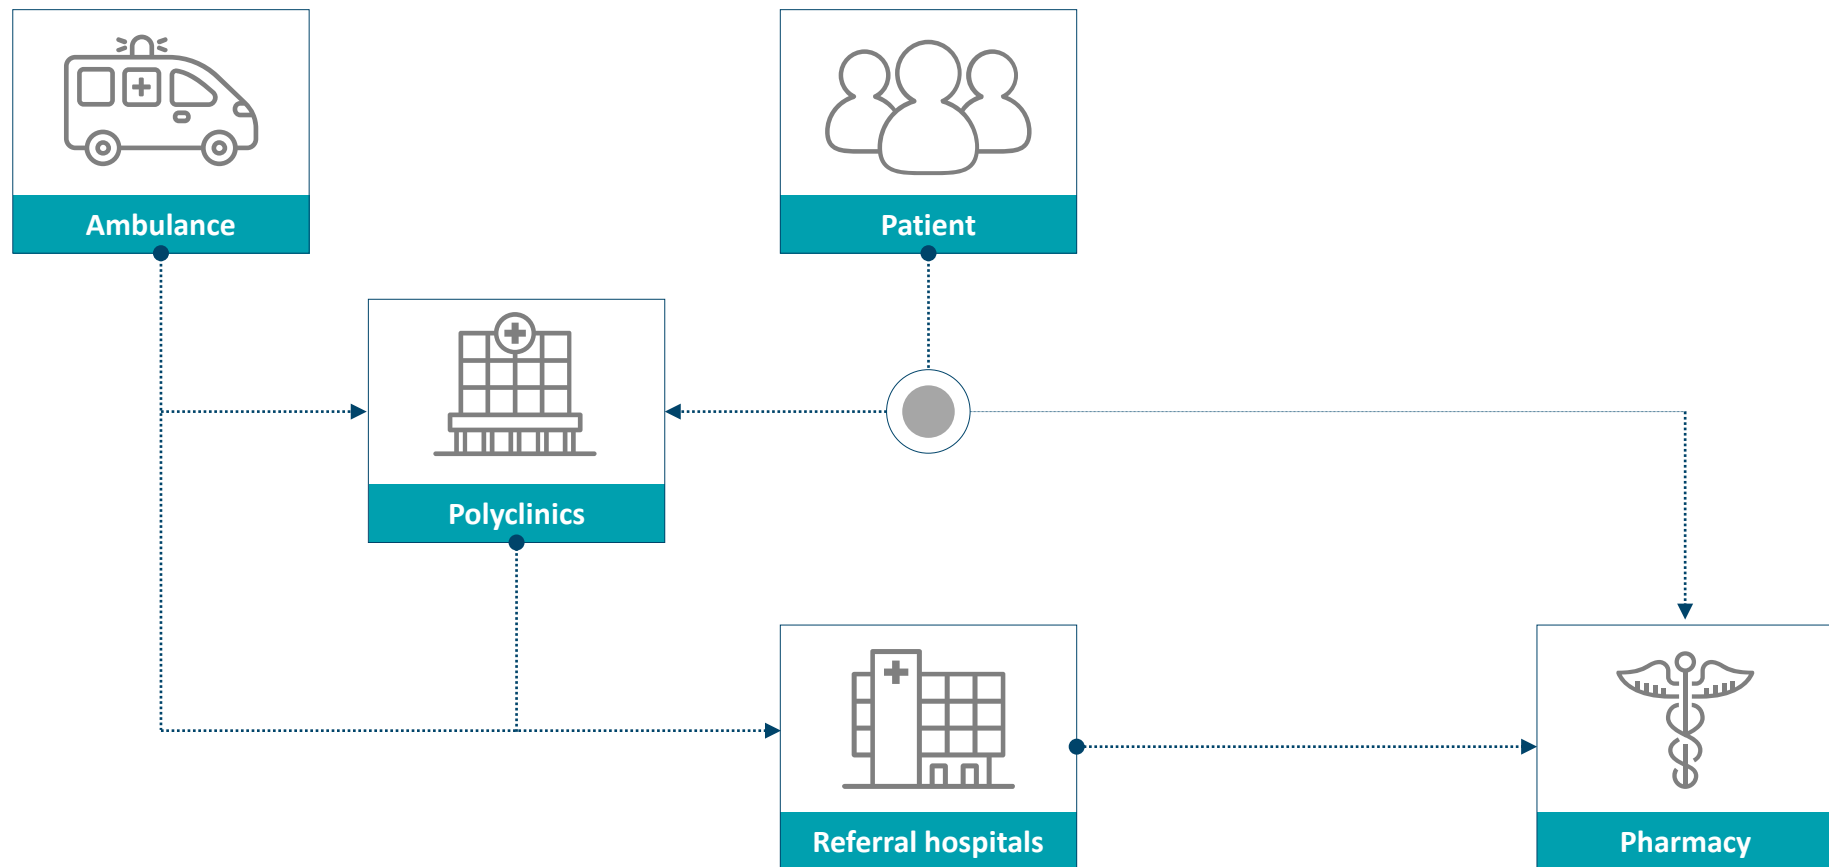 Ambulance
Patient
Polyclinics
Referral hospitals
Pharmacy